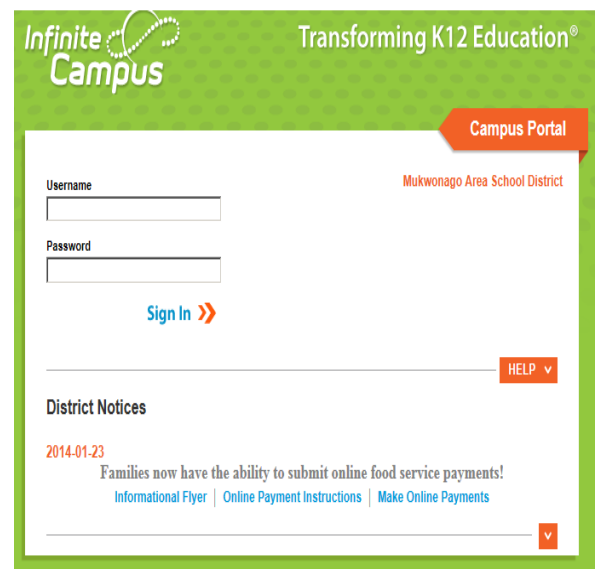 Infinite
Campus
Transforming K12 Education®
Campus Portal
Mukwonago Area School District
Username
Password
Sign In
HELP
District Notices
2014-01-23
Families now have the ability to submit online food service payments!
Informational Flyer | Online Payment Instructions | Make Online Payments